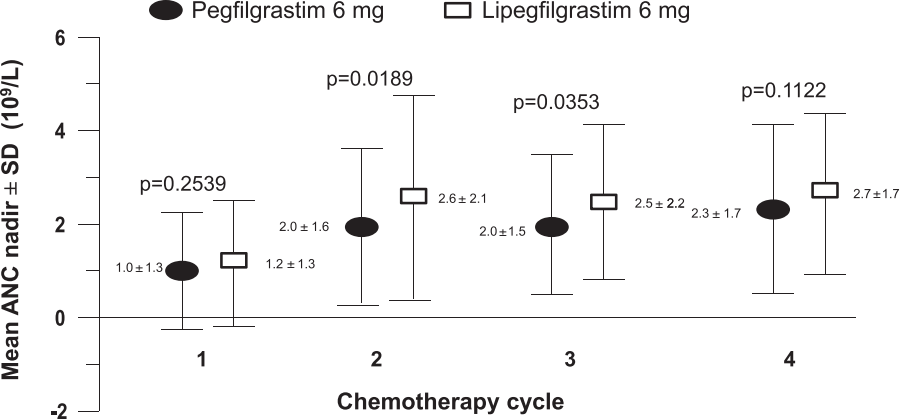 Pegfilgrastim 6 mg Lipegfilgrastim 6 mg
Mean ANC nadir ± SD (10⁹/L)
6
4
2
0
-2
p=0.2539
p=0.0189
p=0.0353
p=0.1122
1.0±1.3
1.2±1.3
2.0±1.6
2.6±2.1
2.0±1.5
2.5±2.2
2.3±1.7
2.7±1.7
1 2 3 4
Chemotherapy cycle